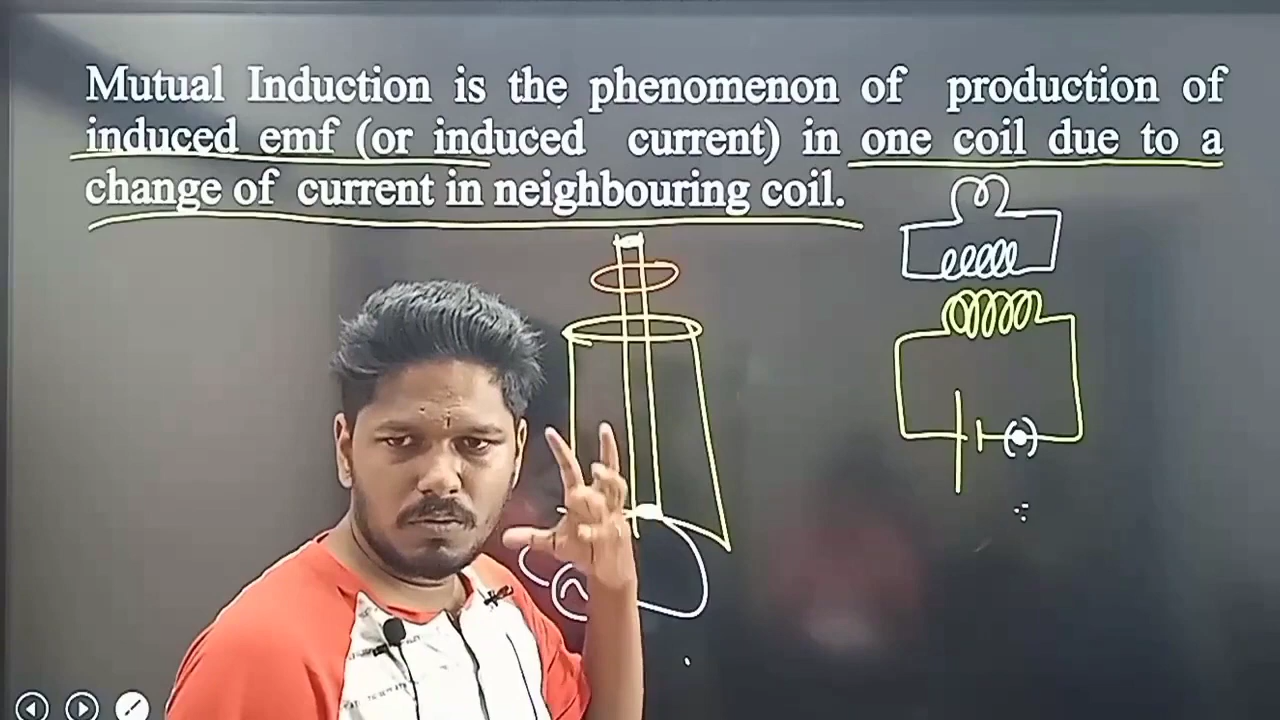 Mutual Induction is the phenomenon of production of
induced emf (or induced current) in one coil due to a
change of current in neighbouring coil.